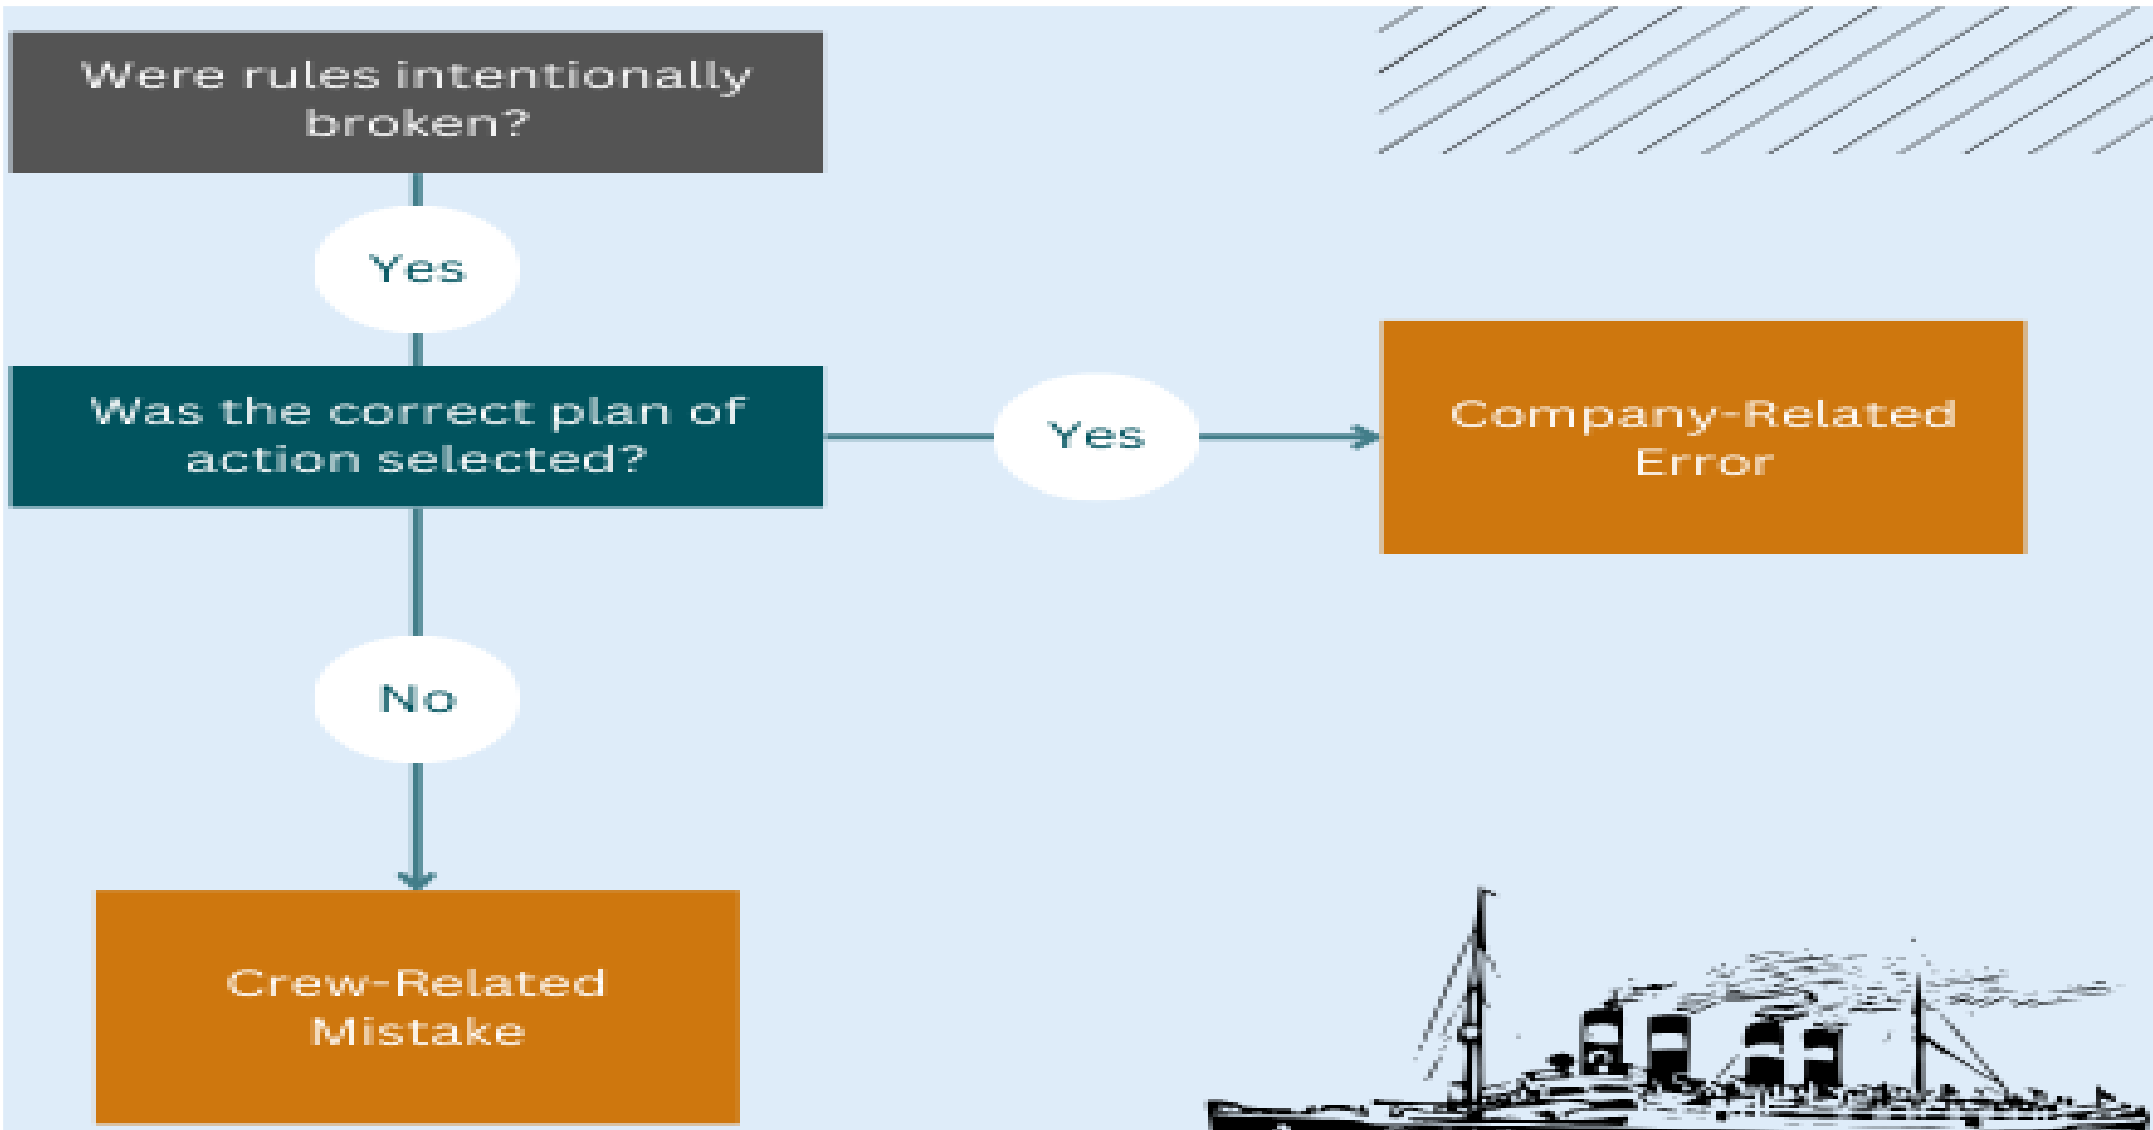 Were rules intentionally
broken?
Yes
Was the correct plan of
action selected?
Yes
Company-Related
Error
No
Crew-Related
Mistake